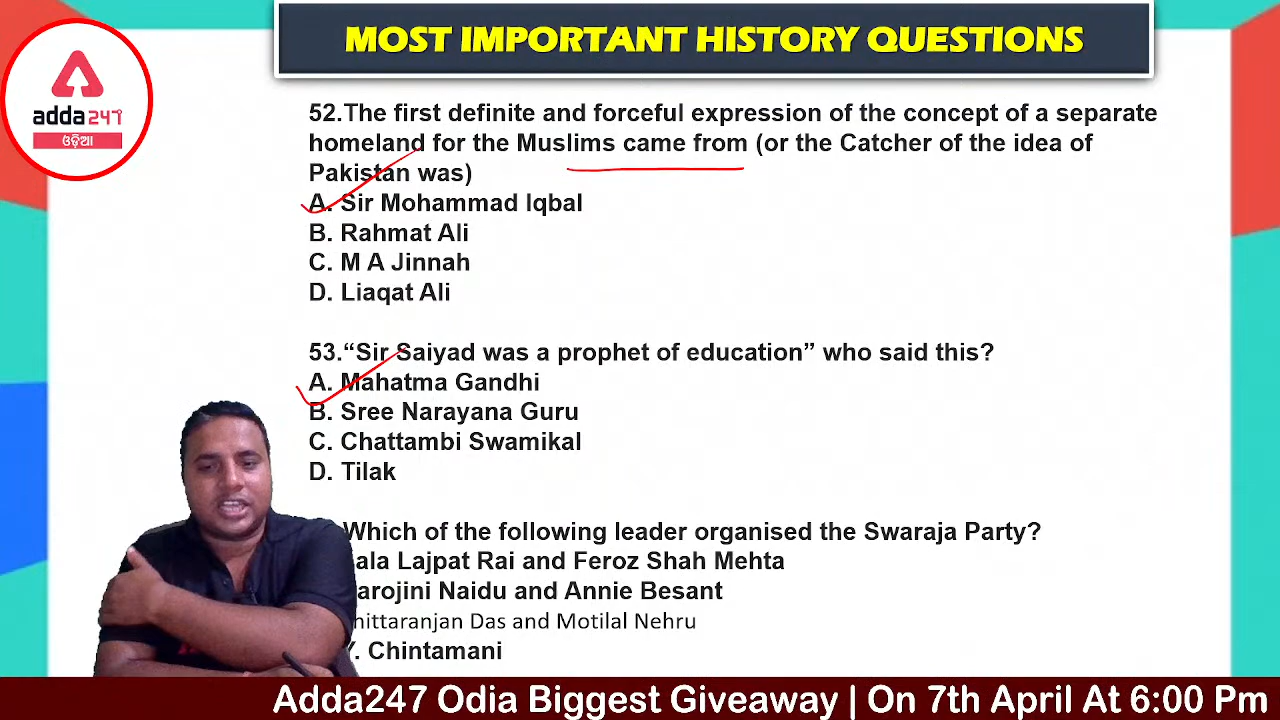 MOST IMPORTANT HISTORY QUESTIONS
adda247
ଓଡ଼ିଆ
52.The first definite and forceful expression of the concept of a separate
homeland for the Muslims came from (or the Catcher of the idea of
Pakistan was)
A. Sir Mohammad Iqbal
B. Rahmat Ali
C. M A Jinnah
D. Liaqat Ali
53.“Sir Saiyad was a prophet of education” who said this?
A. Mahatma Gandhi
B. Sree Narayana Guru
C. Chattambi Swamikal
D. Tilak
Which of the following leader organised the Swaraja Party?
ala Lajpat Rai and Feroz Shah Mehta
arojini Naidu and Annie Besant
hittaranjan Das and Motilal Nehru
Y. Chintamani
Adda247 Odia Biggest Giveaway | On 7th April At 6:00 Pm